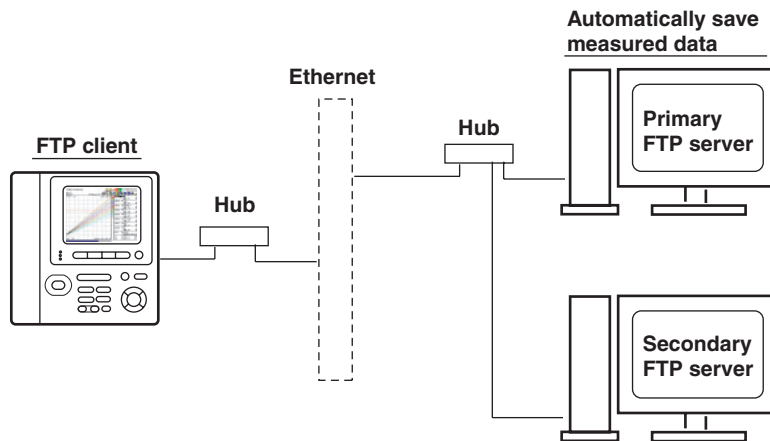 Automatically save
measured data
Ethernet
Hub
Primary
FTP server
FTP client
Hub
Secondary
FTP server